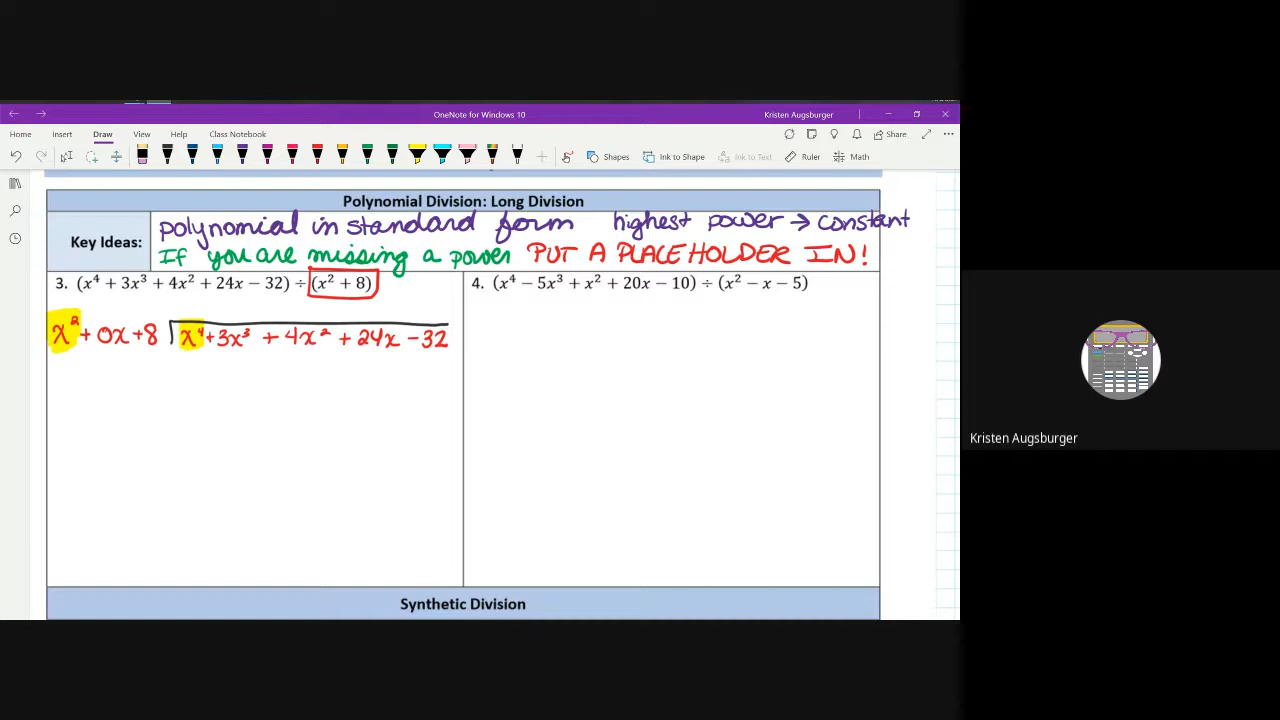 OneNote for Windows 10
Kristen Augsburger
Home Insert Draw View Help Class Notebook
Share
Shapes Ink to Shape Ink to Text Ruler Math
Polynomial Division: Long Division
Key Ideas:
polynomial in standard form highest power → constant
If you are missing a power PUT A PLACEHOLDER IN!
3. (x⁴ + 3x³ + 4x² + 24x − 32) ÷ (x² + 8)
4. (x⁴ − 5x³ + x² + 20x − 10) ÷ (x² − x − 5)
x² + 0x + 8 x⁴ + 3x³ + 4x² + 24x − 32
Synthetic Division
Kristen Augsburger